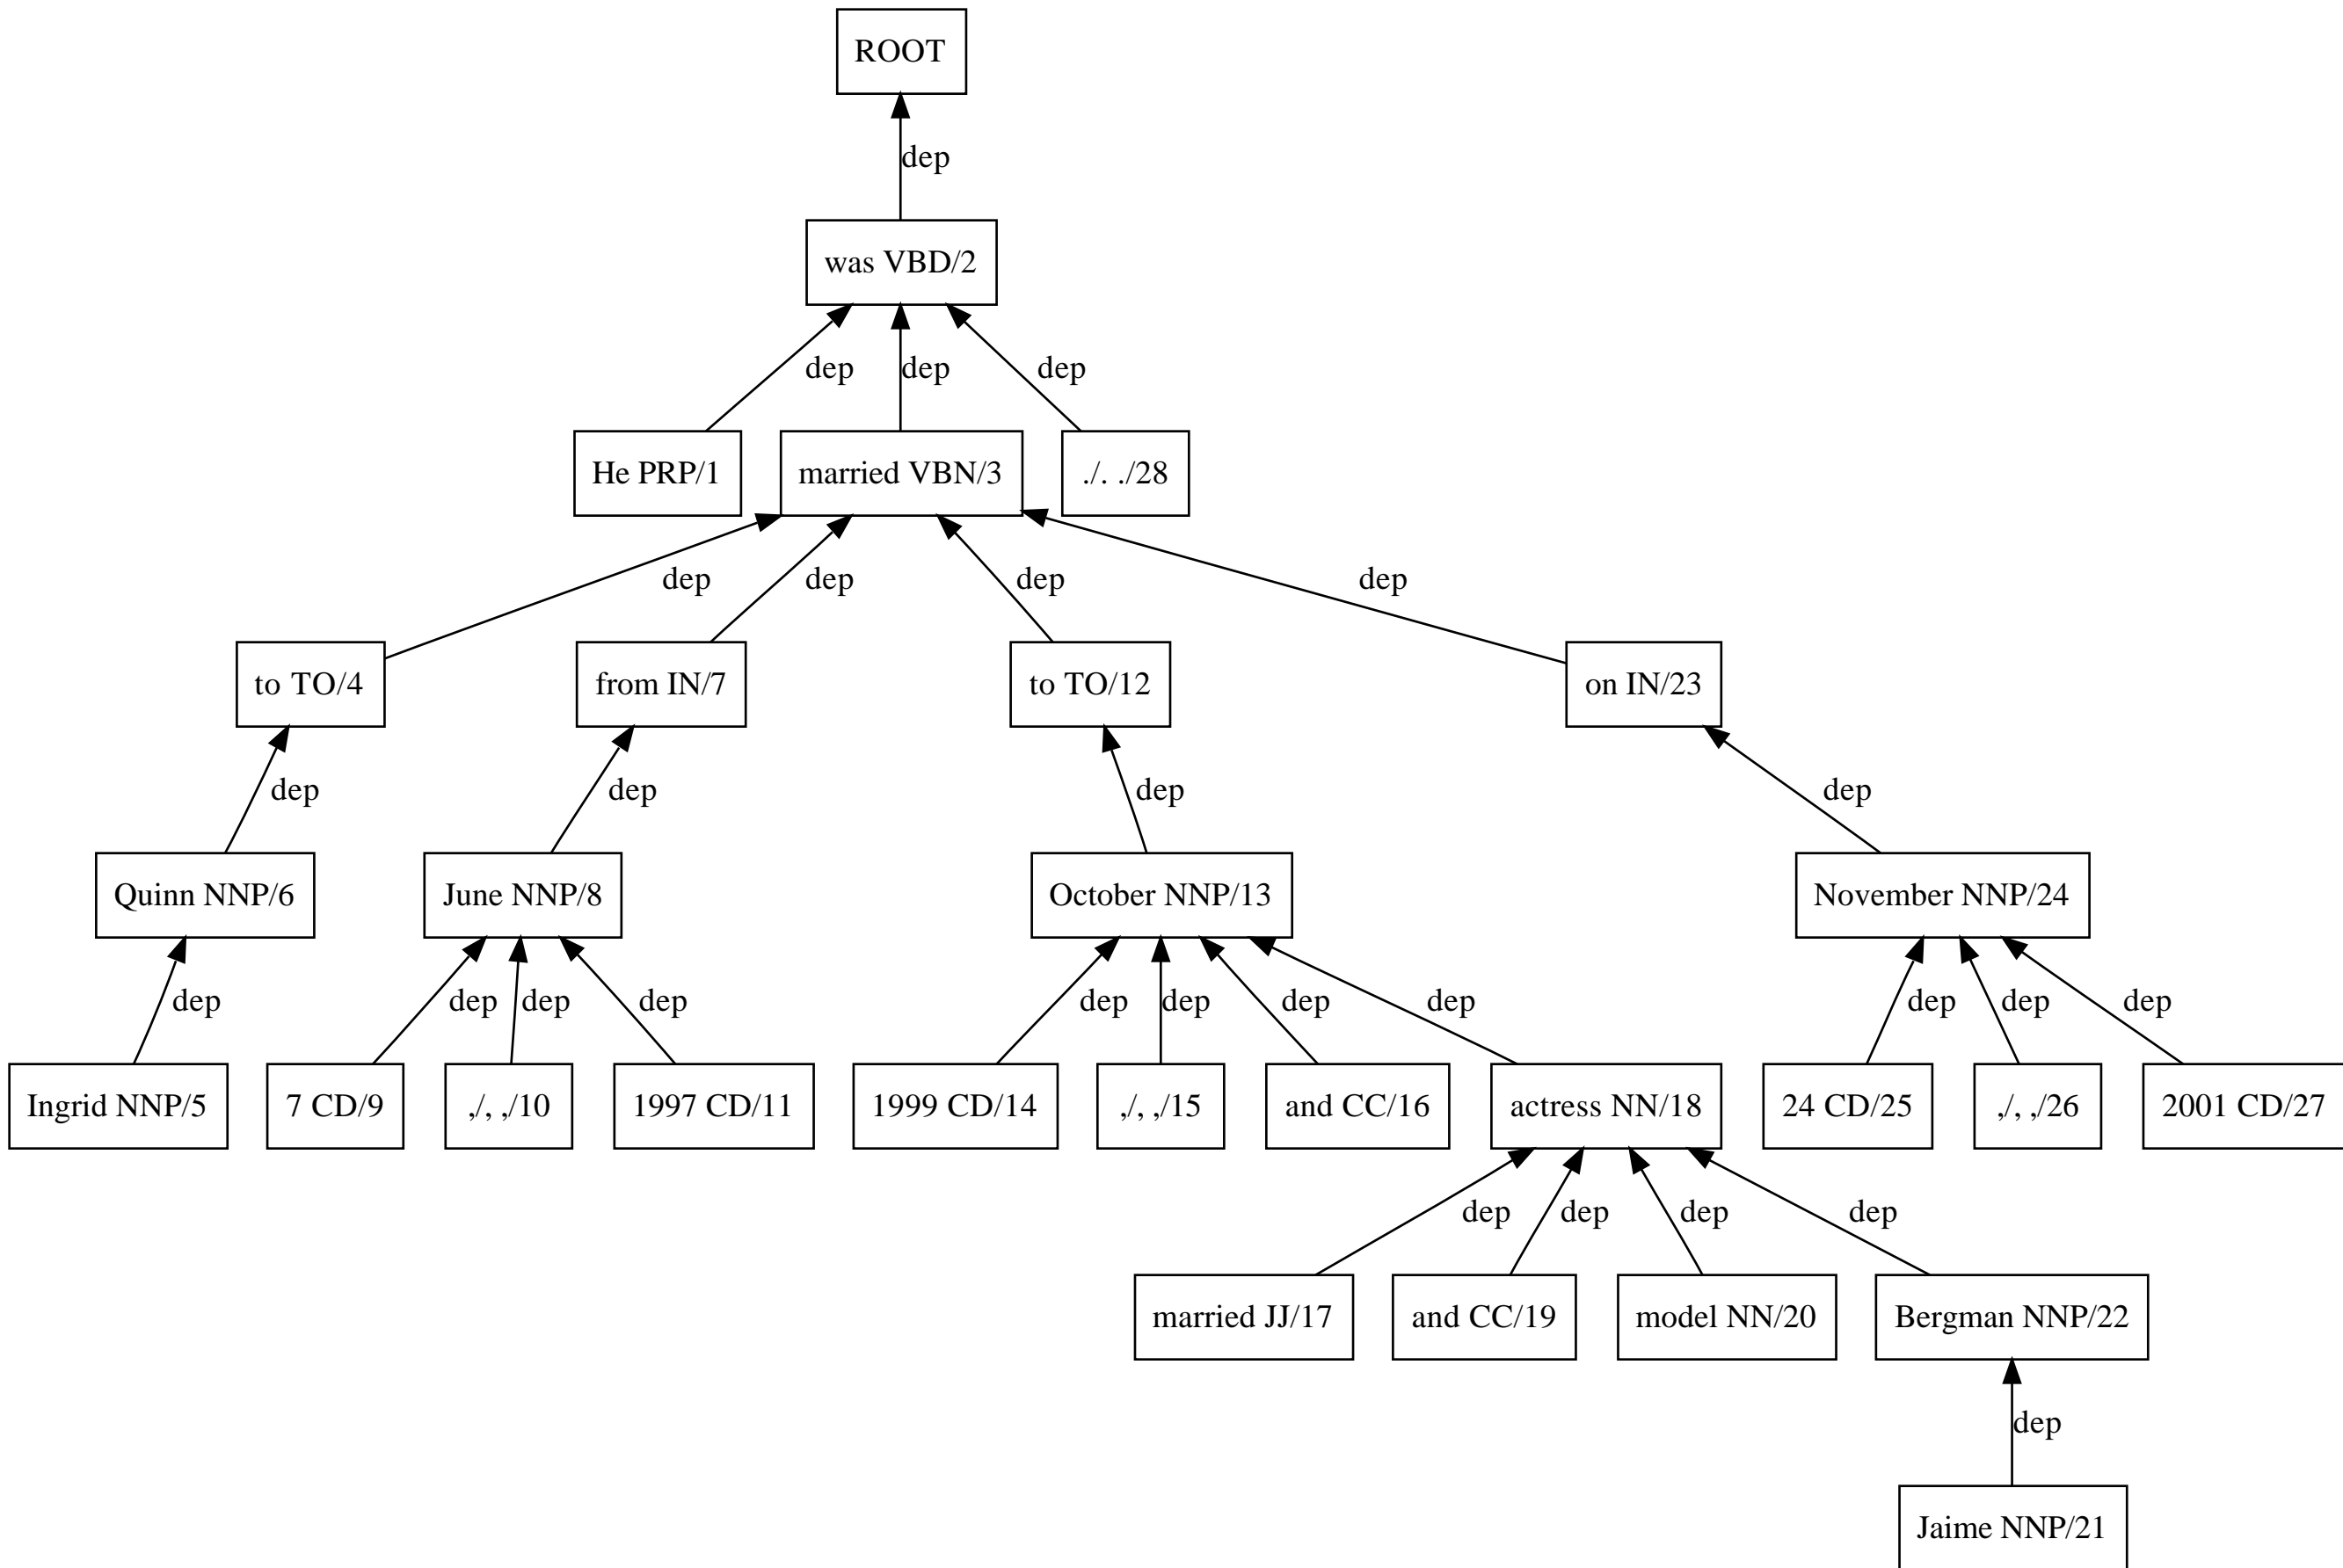 ROOT
dep
was VBD/2
dep dep dep
He PRP/1 married VBN/3 ./. ./28
dep dep dep dep
to TO/4 from IN/7 to TO/12 on IN/23
dep dep dep dep
Quinn NNP/6 June NNP/8 October NNP/13 November NNP/24
dep dep dep dep dep dep dep dep dep dep dep
Ingrid NNP/5 7 CD/9 ,/, ,/10 1997 CD/11 1999 CD/14 ,/, ,/15 and CC/16 actress NN/18 24 CD/25 ,/, ,/26 2001 CD/27
dep dep dep dep
married JJ/17 and CC/19 model NN/20 Bergman NNP/22
dep
Jaime NNP/21